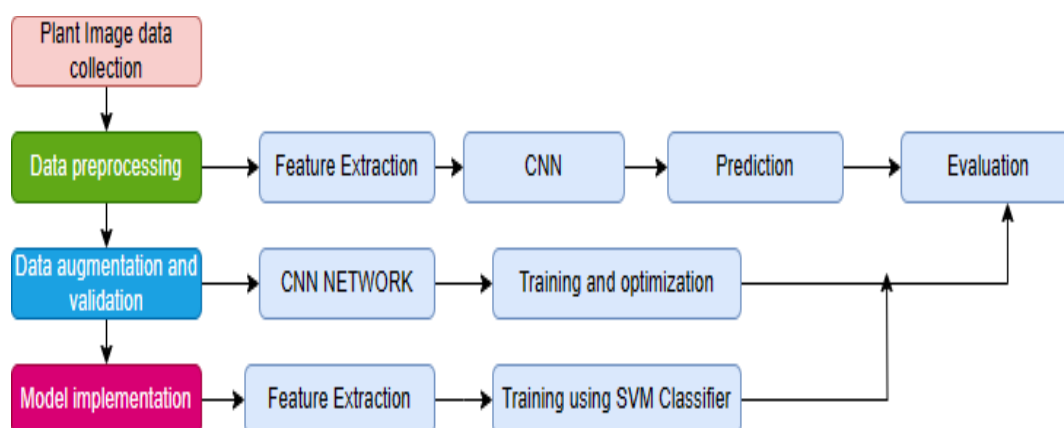 Plant Image data
collection
Data preprocessing
Feature Extraction
CNN
Prediction
Evaluation
Data augmentation and
validation
CNN NETWORK
Training and optimization
Model implementation
Feature Extraction
Training using SVM Classifier